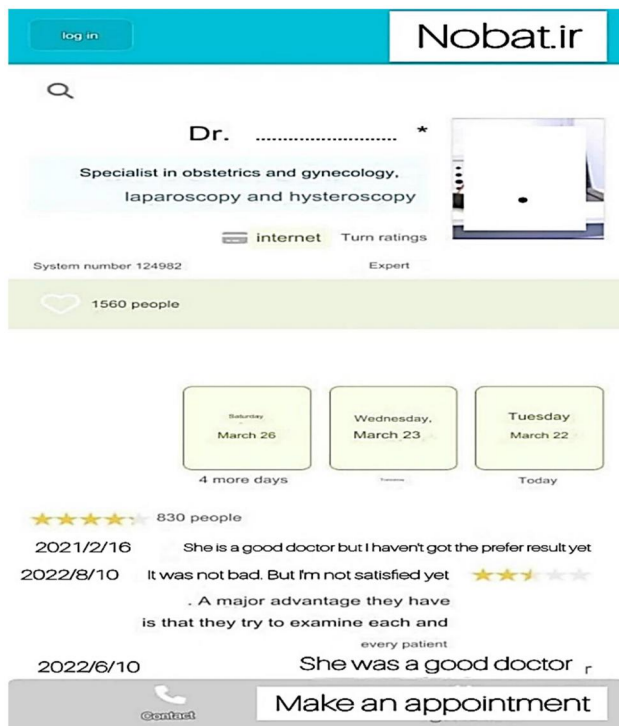 log in
Nobat.ir
Dr. ........................... *
Specialist in obstetrics and gynecology,
laparoscopy and hysteroscopy
internet Turn ratings
System number 124982 Expert
1560 people
Saturday
March 26
Wednesday,
March 23
Tuesday
March 22
4 more days
Today
830 people
2021/2/16 She is a good doctor but I haven't got the prefer result yet
2022/8/10 It was not bad. But I'm not satisfied yet
. A major advantage they have
is that they try to examine each and
every patient
2022/6/10 She was a good doctor
Contact
Make an appointment